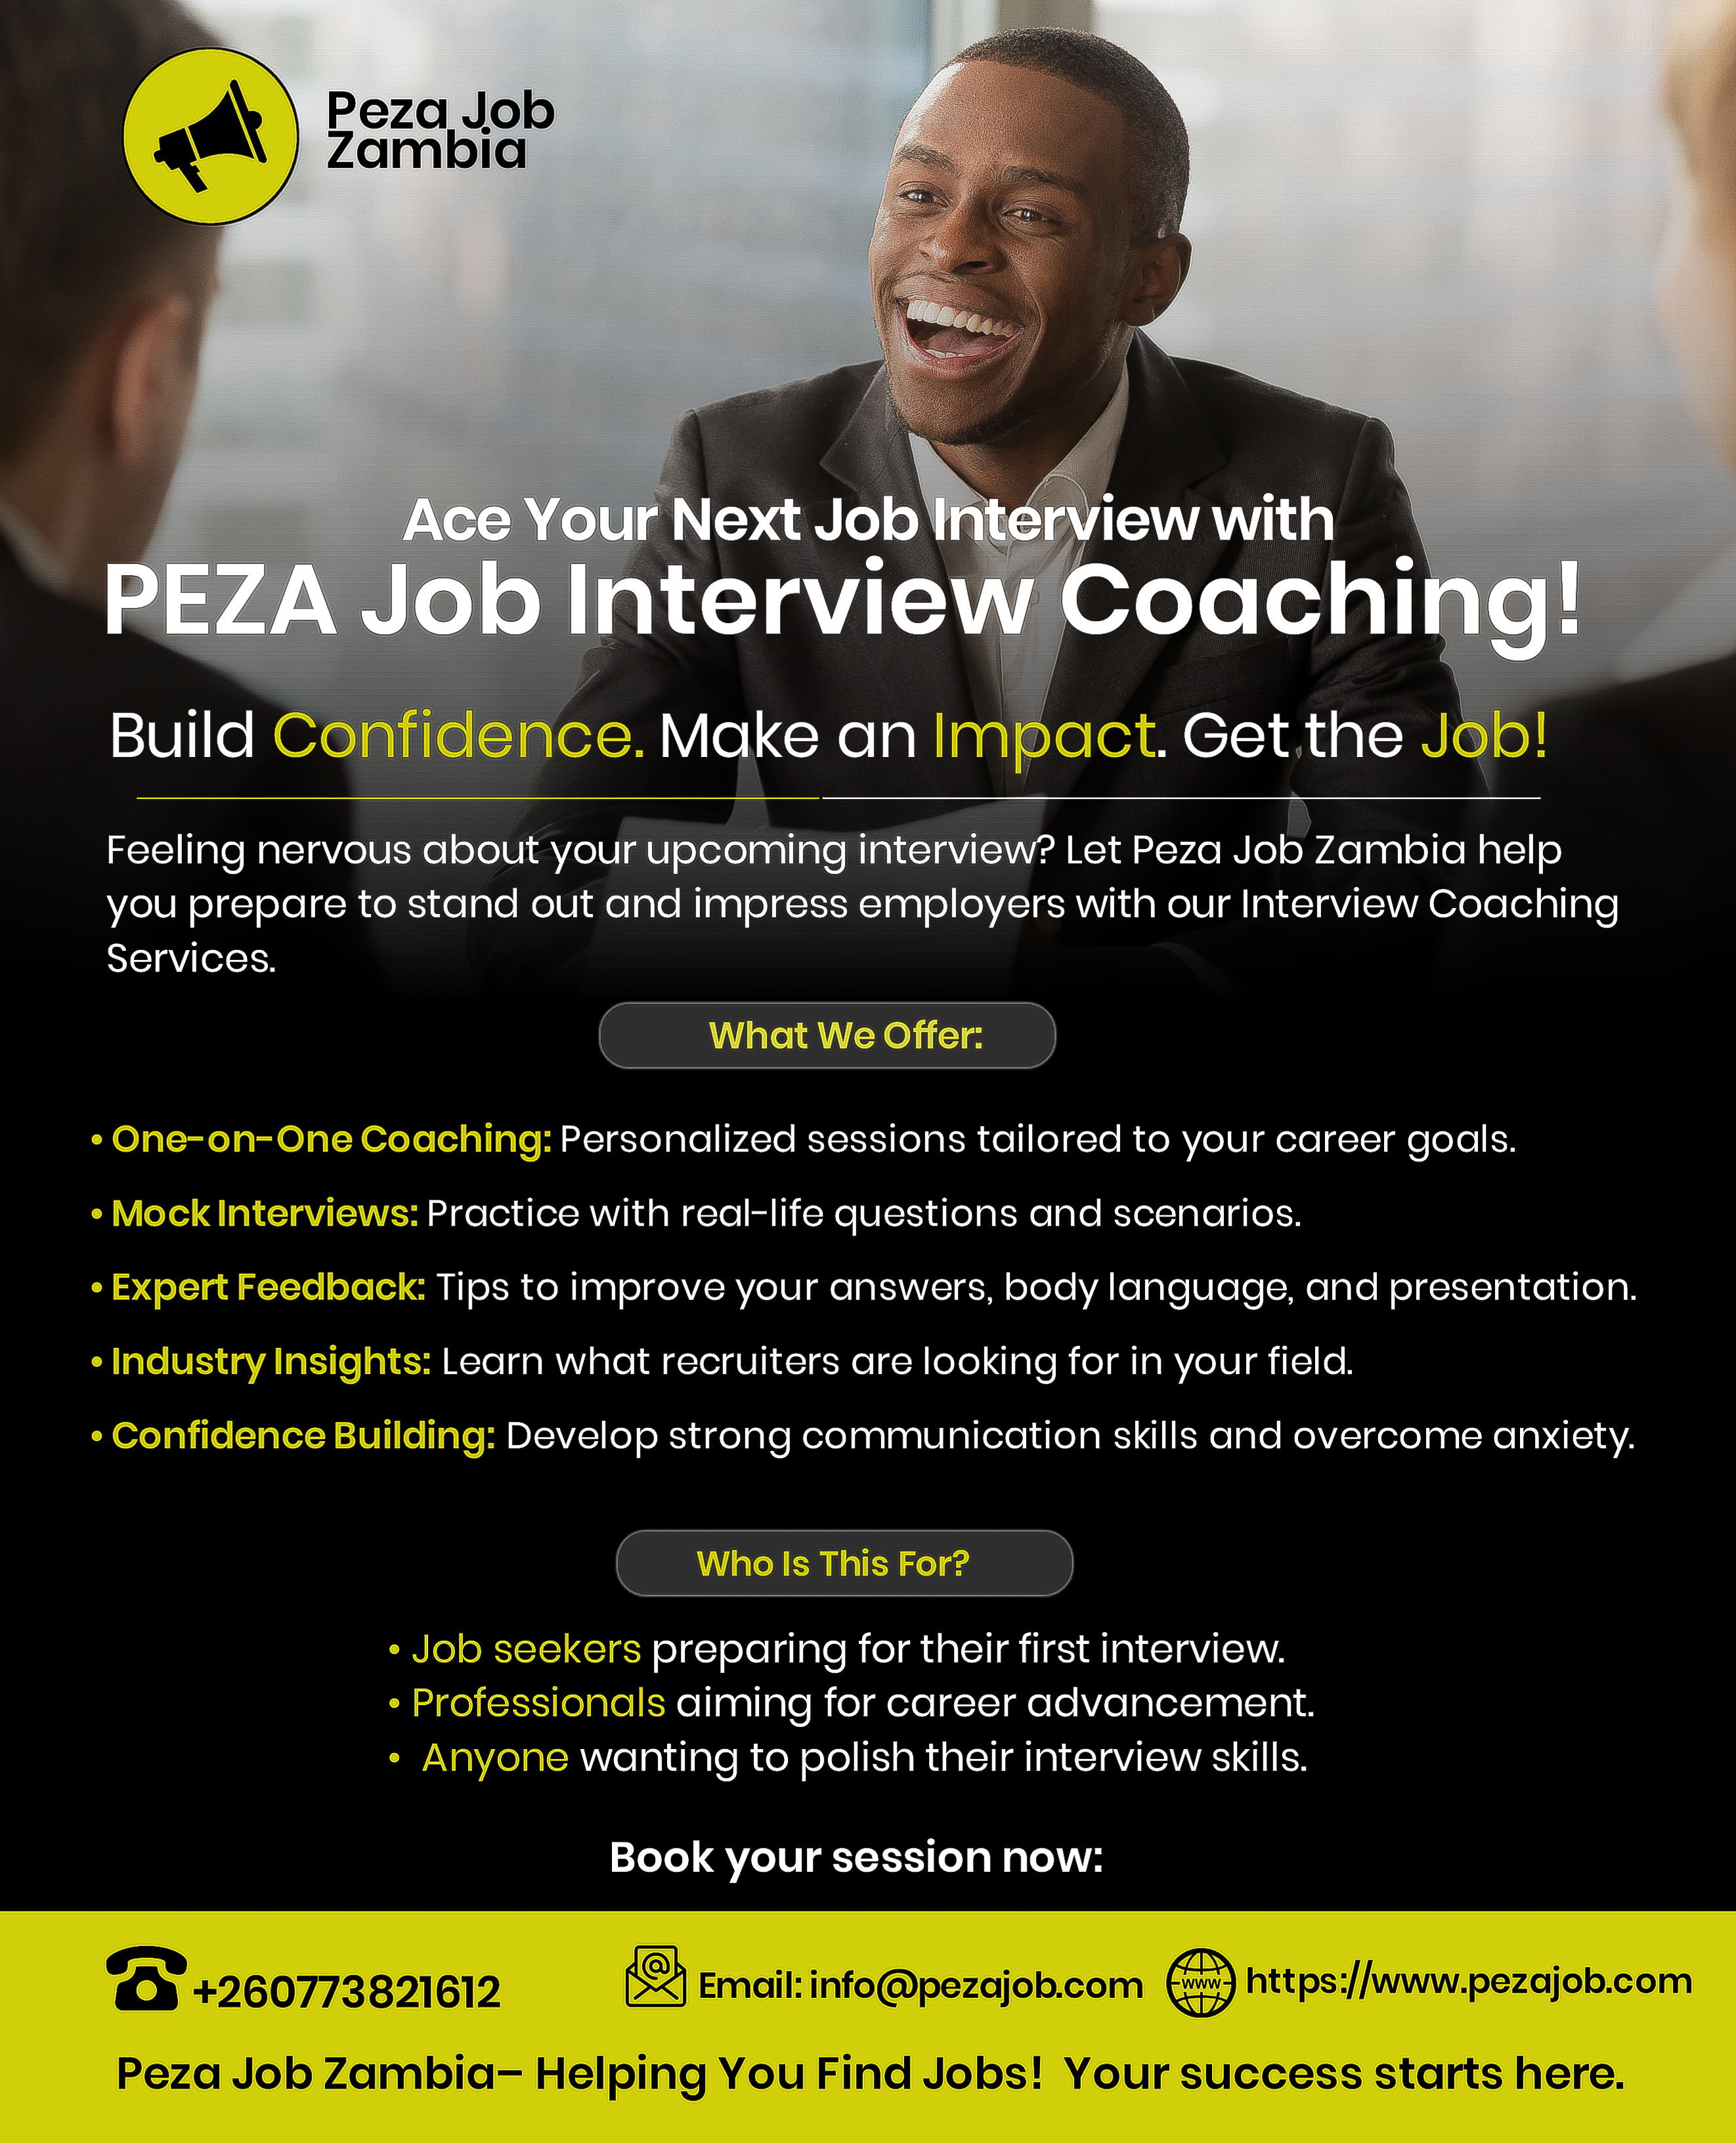 Peza Job
Zambia
Ace Your Next Job Interview with
PEZA Job Interview Coaching!
Build Confidence. Make an Impact. Get the Job!
Feeling nervous about your upcoming interview? Let Peza Job Zambia help
you prepare to stand out and impress employers with our Interview Coaching
Services.
What We Offer:
• One-on-One Coaching: Personalized sessions tailored to your career goals.
• Mock Interviews: Practice with real-life questions and scenarios.
• Expert Feedback: Tips to improve your answers, body language, and presentation.
• Industry Insights: Learn what recruiters are looking for in your field.
• Confidence Building: Develop strong communication skills and overcome anxiety.
Who Is This For?
• Job seekers preparing for their first interview.
• Professionals aiming for career advancement.
• Anyone wanting to polish their interview skills.
Book your session now:
+260773821612
@
Email: info@pezajob.com
www
https://www.pezajob.com
Peza Job Zambia– Helping You Find Jobs! Your success starts here.